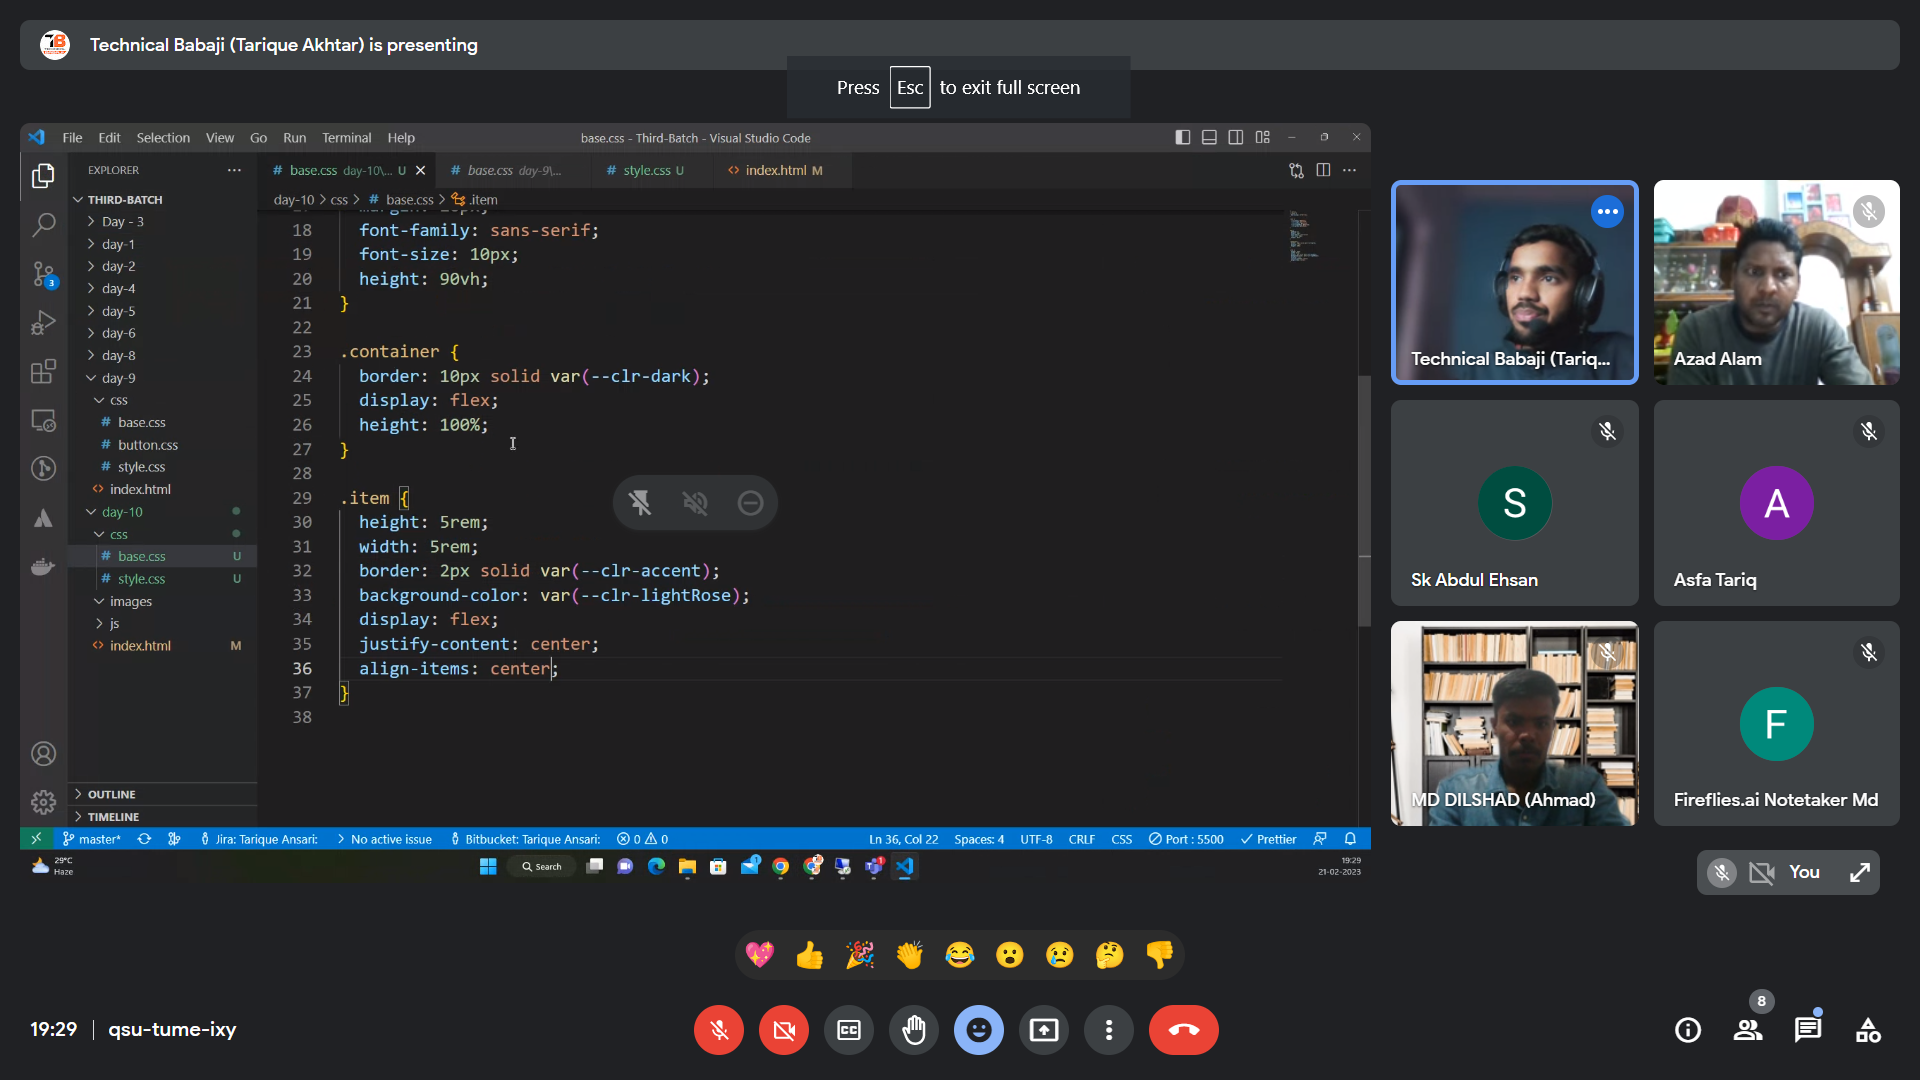 Technical Babaji (Tarique Akhtar) is presenting
Press Esc to exit full screen
File Edit Selection View Go Run Terminal Help
base.css - Third-Batch - Visual Studio Code
EXPLORER
# base.css day-10\... U
# base.css day-9\...
# style.css U
<> index.html M
day-10 > css > # base.css > .item
THIRD-BATCH
Day - 3
day-1
day-2
day-4
day-5
day-6
day-8
day-9
css
# base.css
# button.css
# style.css
<> index.html
day-10
css
# base.css U
# style.css U
images
js
<> index.html M
OUTLINE
TIMELINE
3
18 font-family: sans-serif;
19 font-size: 10px;
20 height: 90vh;
21 }
22
23 .container {
24 border: 10px solid var(--clr-dark);
25 display: flex;
26 height: 100%;
27 }
28
29 .item {
30 height: 5rem;
31 width: 5rem;
32 border: 2px solid var(--clr-accent);
33 background-color: var(--clr-lightRose);
34 display: flex;
35 justify-content: center;
36 align-items: center;
37 }
38
master* Jira: Tarique Ansari: No active issue Bitbucket: Tarique Ansari: 0 0 Ln 36, Col 22 Spaces: 4 UTF-8 CRLF CSS Port : 5500 Prettier
29°C
Haze
Search
19:29
21-02-2023
Technical Babaji (Tariq...
Azad Alam
S
Sk Abdul Ehsan
A
Asfa Tariq
MD DILSHAD (Ahmad)
F
Fireflies.ai Notetaker Md
You
19:29 | qsu-tume-ixy
CC
8